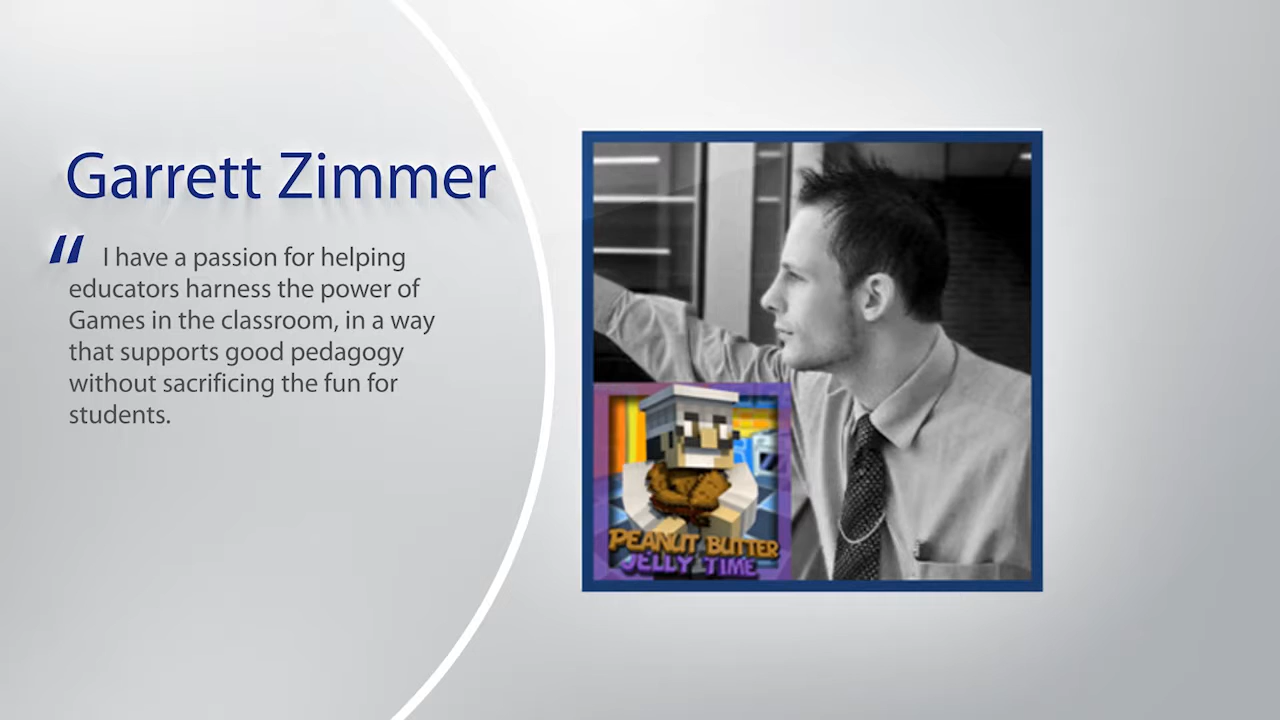 Garrett Zimmer
“ I have a passion for helping
educators harness the power of
Games in the classroom, in a way
that supports good pedagogy
without sacrificing the fun for
students.
PEANUT BUTTER
JELLY TIME